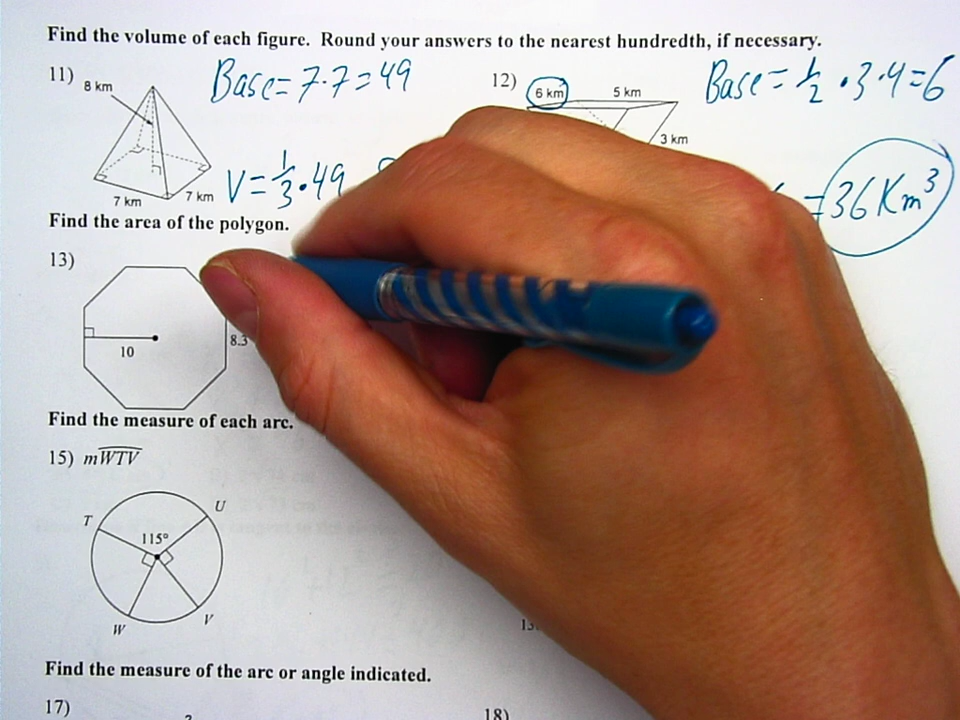 Find the volume of each figure. Round your answers to the nearest hundredth, if necessary.
11)
8 km
7 km
7 km
Base = 7·7 = 49
V = 1/3 · 49
12)
6 km
5 km
3 km
Base = 1/2 · 3 · 4 = 6
= 36 Km³
Find the area of the polygon.
13)
10
8.3
Find the measure of each arc.
15) mWTV
T
U
115°
W
V
Find the measure of the arc or angle indicated.
17)
18)